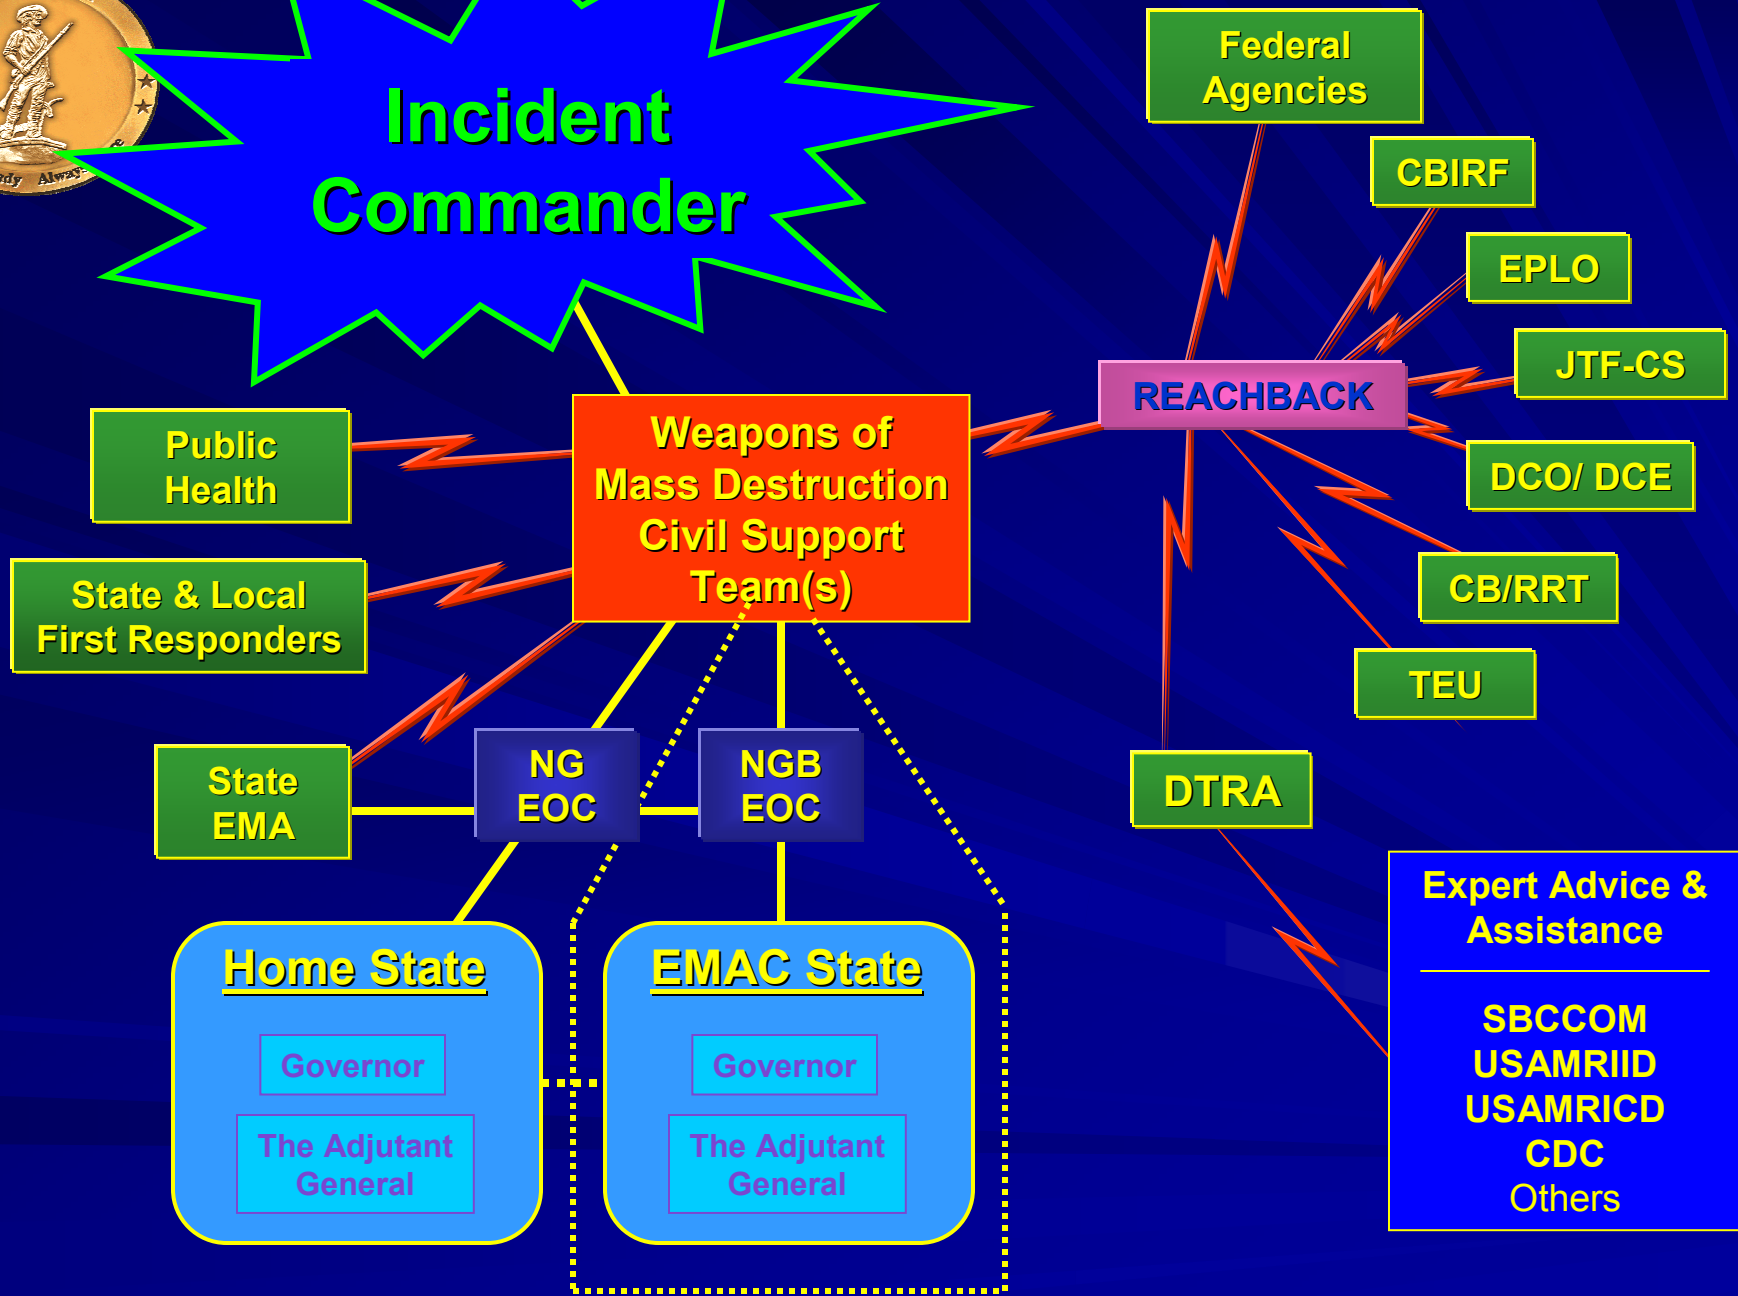 Incident
Commander
Federal
Agencies
CBIRF
EPLO
JTF-CS
REACHBACK
DCO/ DCE
CB/RRT
TEU
DTRA
Weapons of
Mass Destruction
Civil Support
Team(s)
Public
Health
State & Local
First Responders
State
EMA
NG
EOC
NGB
EOC
Home State
Governor
The Adjutant
General
EMAC State
Governor
The Adjutant
General
Expert Advice &
Assistance
SBCCOM
USAMRIID
USAMRICD
CDC
Others